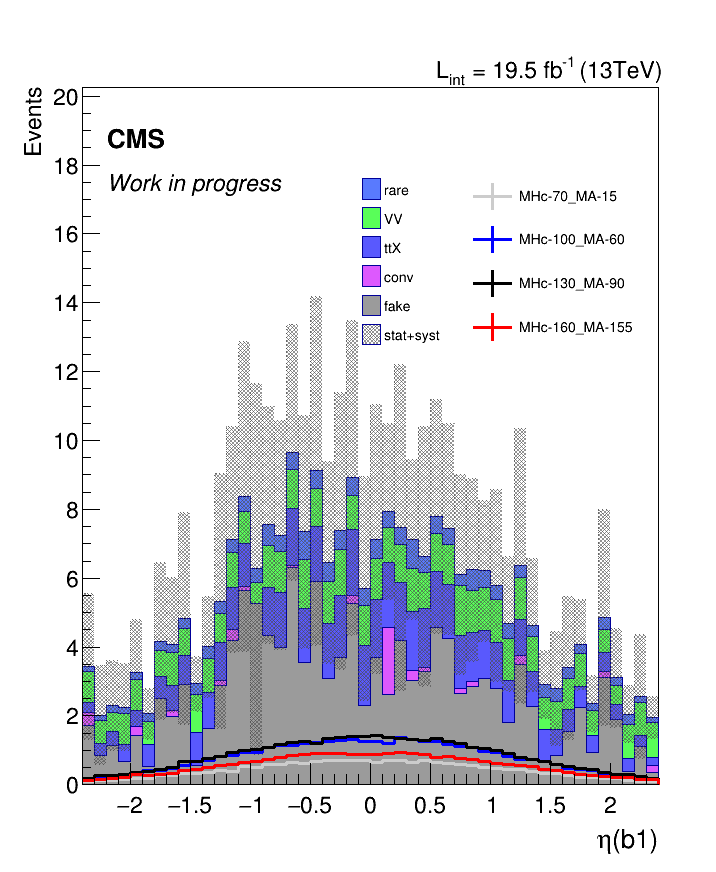 L_int = 19.5 fb^-1 (13TeV)
Events
20
18
16
14
12
10
8
6
4
2
0
CMS
Work in progress
rare
VV
ttX
conv
fake
stat+syst
MHc-70_MA-15
MHc-100_MA-60
MHc-130_MA-90
MHc-160_MA-155
−2 −1.5 −1 −0.5 0 0.5 1 1.5 2
η(b1)